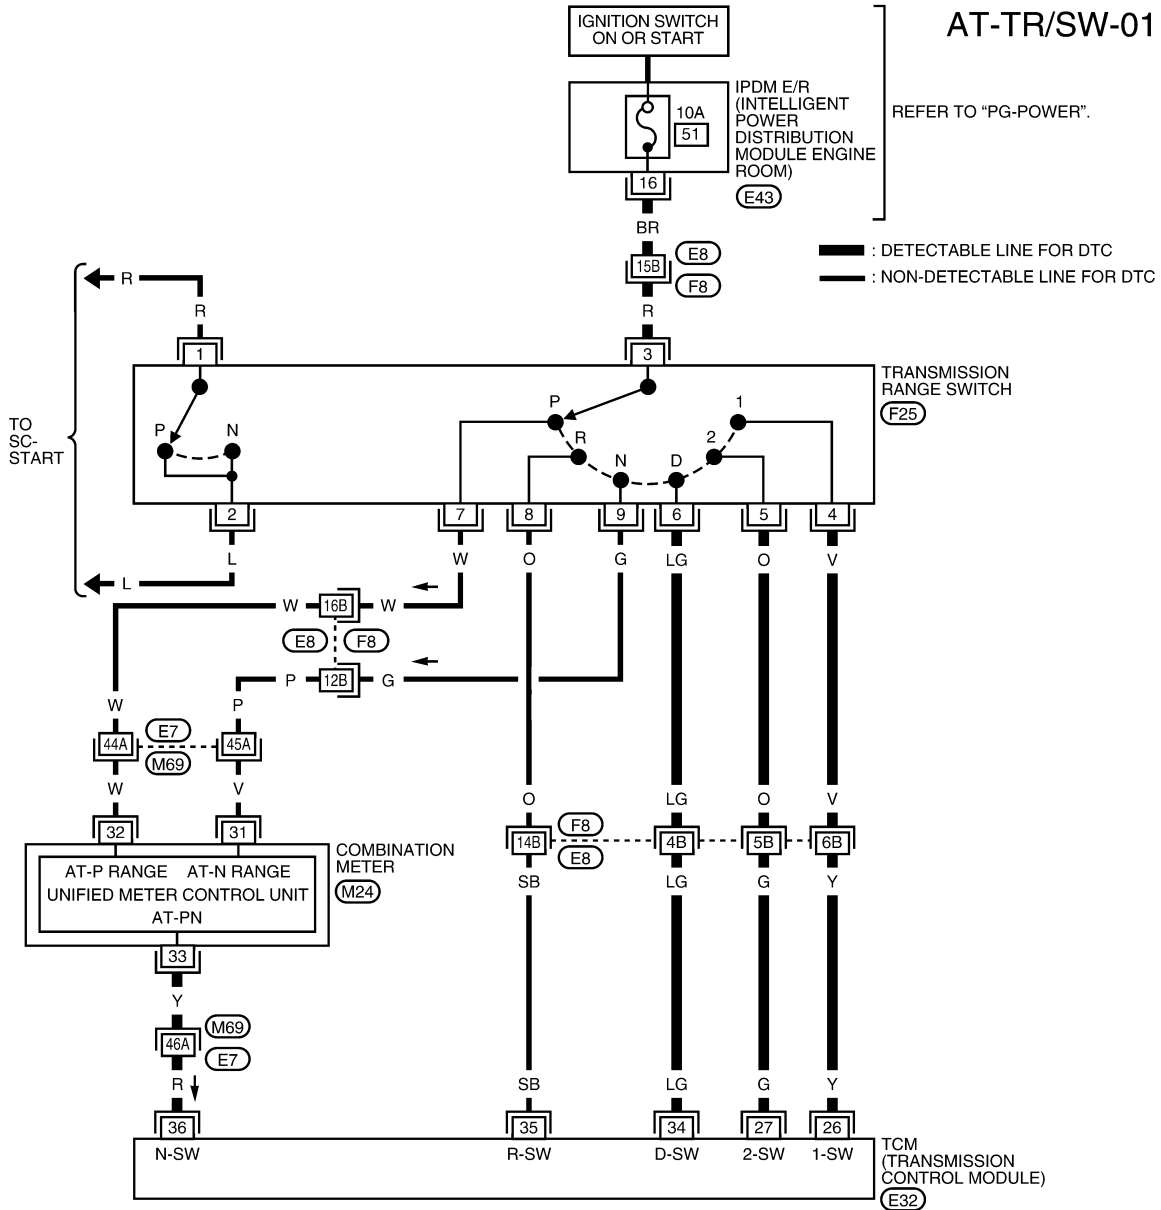 AT-TR/SW-01
IGNITION SWITCH
ON OR START
IPDM E/R
(INTELLIGENT
POWER
DISTRIBUTION
MODULE ENGINE
ROOM)
E43
10A
51
16
REFER TO “PG-POWER”.
BR
15B
E8
F8
: DETECTABLE LINE FOR DTC
: NON-DETECTABLE LINE FOR DTC
R
R
R
1
3
TRANSMISSION
RANGE SWITCH
F25
TO
SC-
START
P
N
P
R
N
D
2
1
2
7
8
9
6
5
4
L
W
O
G
LG
O
V
L
W
16B
W
E8
F8
P
12B
G
W
P
44A
E7
M69
45A
W
V
O
LG
O
V
32
31
14B
F8
E8
4B
5B
6B
COMBINATION
METER
M24
AT-P RANGE
AT-N RANGE
UNIFIED METER CONTROL UNIT
AT-PN
SB
LG
G
Y
33
Y
46A
M69
E7
R
SB
LG
G
Y
36
35
34
27
26
N-SW
R-SW
D-SW
2-SW
1-SW
TCM
(TRANSMISSION
CONTROL MODULE)
E32